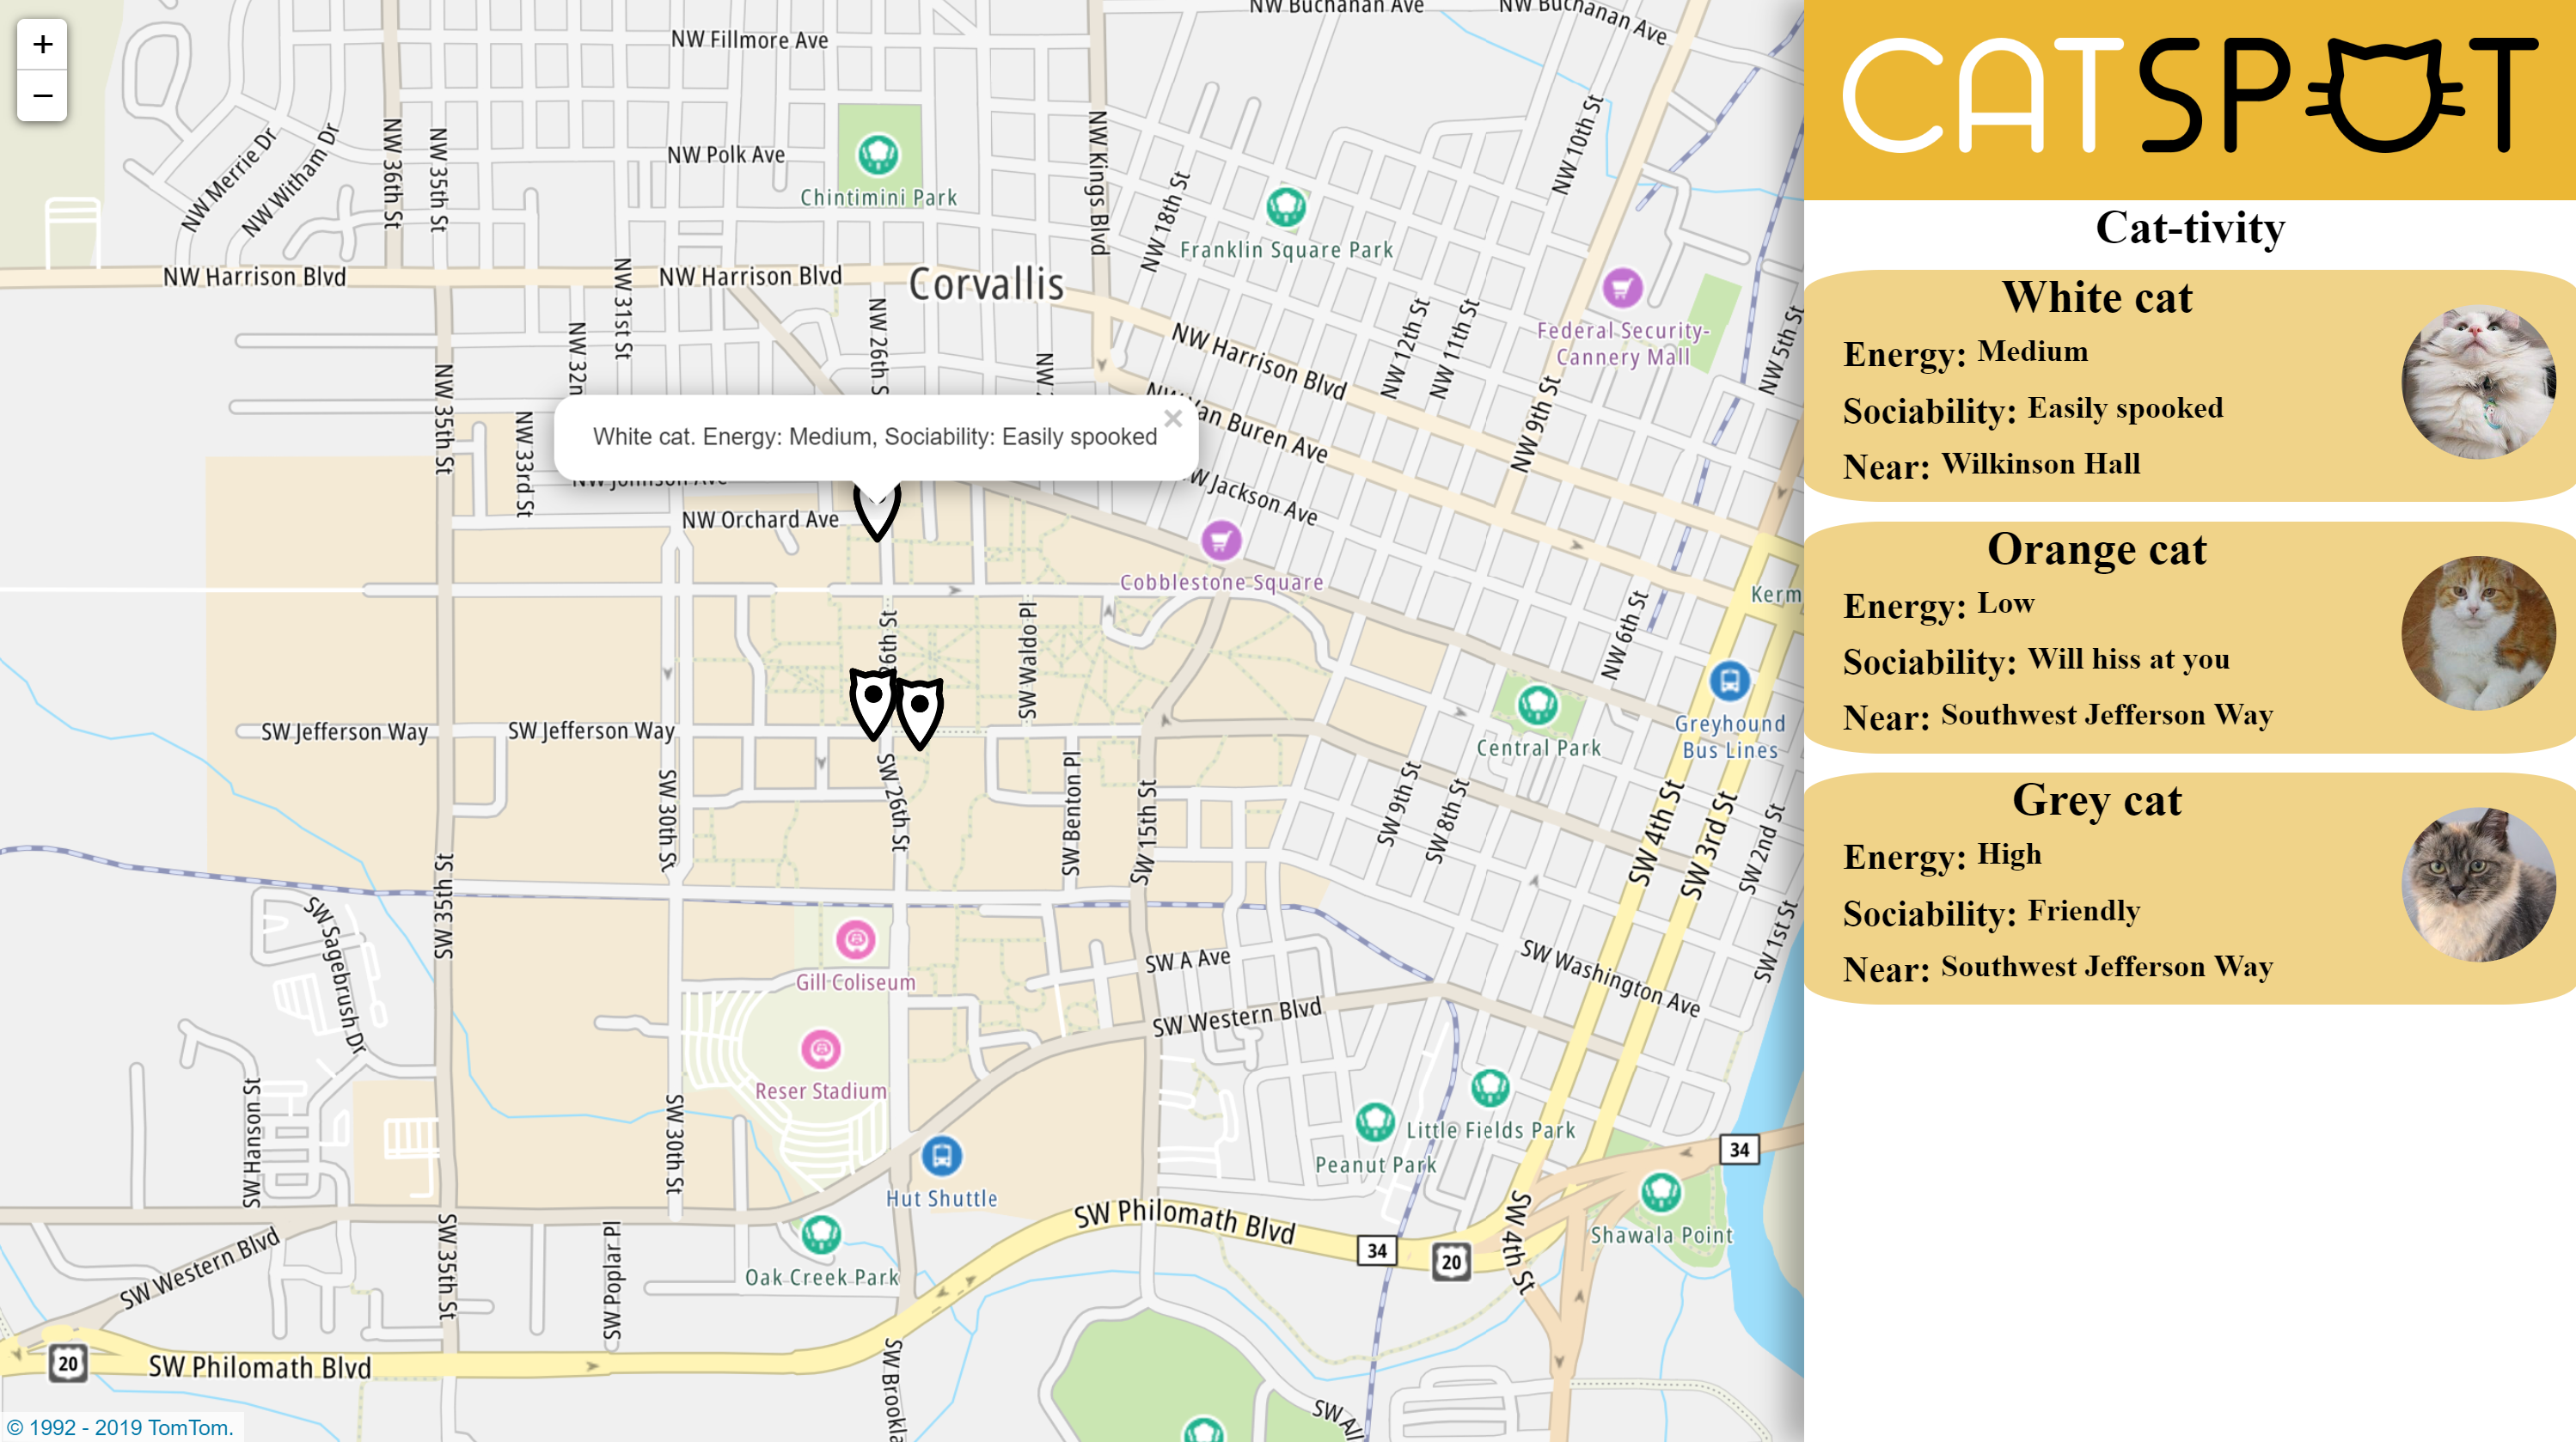 +
−
NW Buchanan Ave
NW Buchanan Ave
NW Fillmore Ave
NW Merrie Dr
NW Witham Dr
NW 36th St
NW 35th St
NW Polk Ave
Chintimini Park
NW Kings Blvd
NW 18th St
Franklin Square Park
NW 10th St
NW Harrison Blvd
NW Harrison Blvd
Corvallis
NW 31st St
NW 26th S
NW Harrison Blvd
NW 12th St
NW 11th St
Federal Security-
Cannery Mall
NW 5th St
NW 35th St
NW 33rd St
White cat. Energy: Medium, Sociability: Easily spooked
×
Van Buren Ave
NW 9th St
W Jackson Ave
NW Johnson Ave
NW Orchard Ave
Cobblestone Square
Kerm
26th St
SW Waldo Pl
NW 6th St
SW Jefferson Way
SW Jefferson Way
Central Park
Greyhound
Bus Lines
SW 30th St
SW 26th St
SW Benton Pl
SW 15th St
SW 9th St
SW 8th St
SW 4th St
SW 3rd St
SW 2nd St
SW 35th St
SW Sagebrush Dr
Gill Coliseum
SW A Ave
SW Washington Ave
SW 1st St
SW Western Blvd
Reser Stadium
SW Hanson St
SW 30th St
Hut Shuttle
Peanut Park
Little Fields Park
34
Shawala Point
SW Philomath Blvd
34
20
SW 4th St
SW Western Blvd
SW 35th St
SW Poplar Pl
Oak Creek Park
20
SW Philomath Blvd
SW Brookla
SW All
© 1992 - 2019 TomTom.
CATSPOT
Cat-tivity
White cat
Energy: Medium
Sociability: Easily spooked
Near: Wilkinson Hall
Orange cat
Energy: Low
Sociability: Will hiss at you
Near: Southwest Jefferson Way
Grey cat
Energy: High
Sociability: Friendly
Near: Southwest Jefferson Way